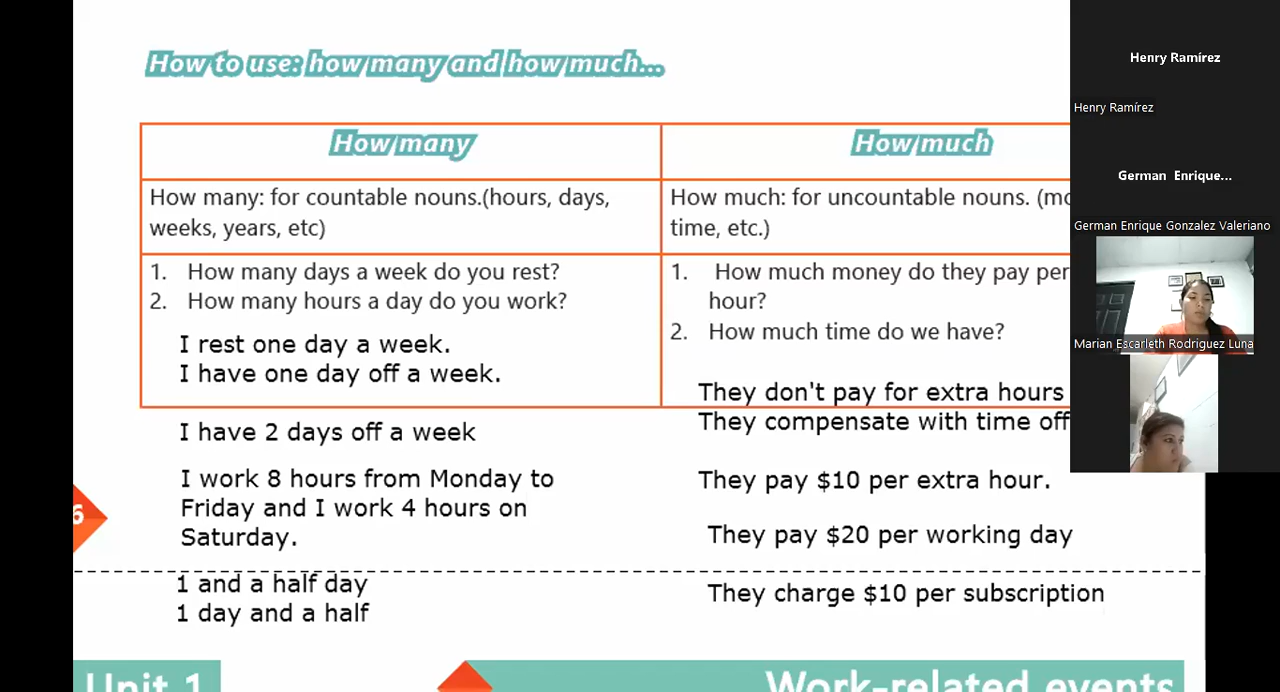 How to use: how many and how much...
How many
How much
How many: for countable nouns.(hours, days,
weeks, years, etc)
How much: for uncountable nouns.
time, etc.)
1. How many days a week do you rest?
2. How many hours a day do you work?
1. How much money do they pay per
hour?
2. How much time do we have?
I rest one day a week.
I have one day off a week.
I have 2 days off a week
I work 8 hours from Monday to
Friday and I work 4 hours on
Saturday.
1 and a half day
1 day and a half
They don't pay for extra hours
They compensate with time off
They pay $10 per extra hour.
They pay $20 per working day
They charge $10 per subscription
6
Unit 1
Work-related events
Henry Ramírez
Henry Ramírez
German Enrique...
German Enrique Gonzalez Valeriano
Marian Escarleth Rodriguez Luna